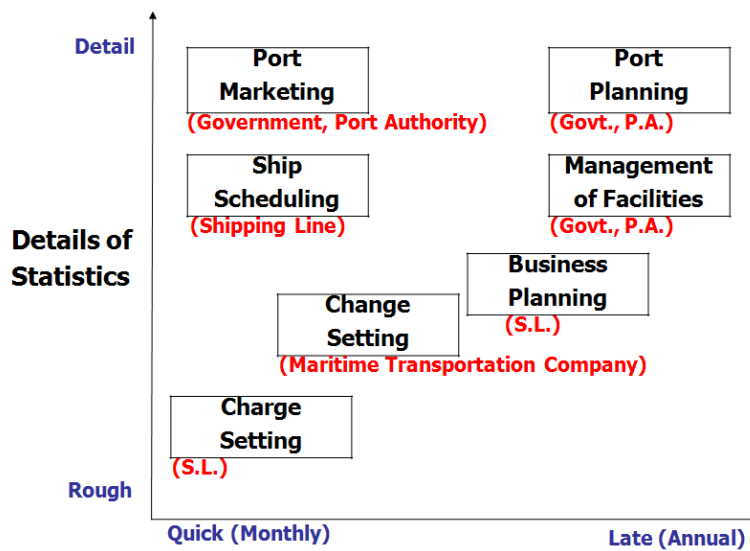 Detail
Port
Marketing
(Government, Port Authority)
Port
Planning
(Govt., P.A.)
Ship
Scheduling
(Shipping Line)
Management
of Facilities
(Govt., P.A.)
Details of
Statistics
Business
Planning
(S.L.)
Change
Setting
(Maritime Transportation Company)
Charge
Setting
(S.L.)
Rough
Quick (Monthly)
Late (Annual)